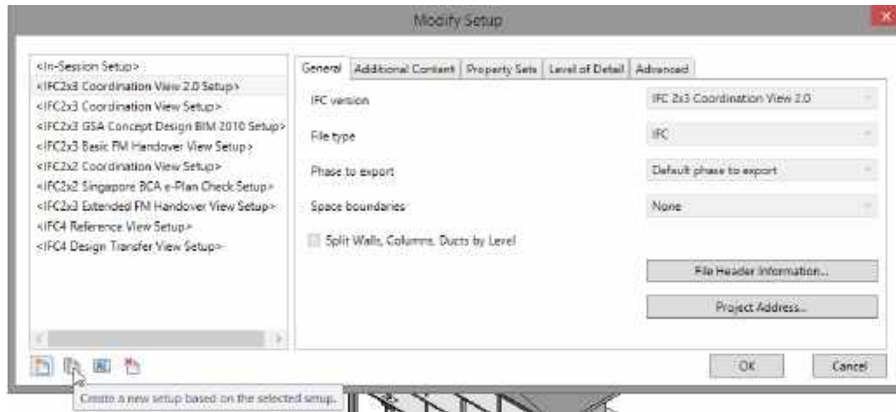 Modify Setup
<In-Session Setup>
<IFC2x3 Coordination View 2.0 Setup>
<IFC2x3 Coordination View Setup>
<IFC2x3 GSA Concept Design BIM 2010 Setup>
<IFC2x3 Basic FM Handover View Setup>
<IFC2x2 Coordination View Setup>
<IFC2x2 Singapore BCA e-Plan Check Setup>
<IFC2x3 Extended FM Handover View Setup>
<IFC4 Reference View Setup>
<IFC4 Design Transfer View Setup>
General Additional Content Property Sets Level of Detail Advanced
IFC version IFC 2x3 Coordination View 2.0
File type IFC
Phase to export Default phase to export
Space boundaries None
Split Walls, Columns, Ducts by Level
File Header Information...
Project Address...
OK Cancel
Create a new setup based on the selected setup.